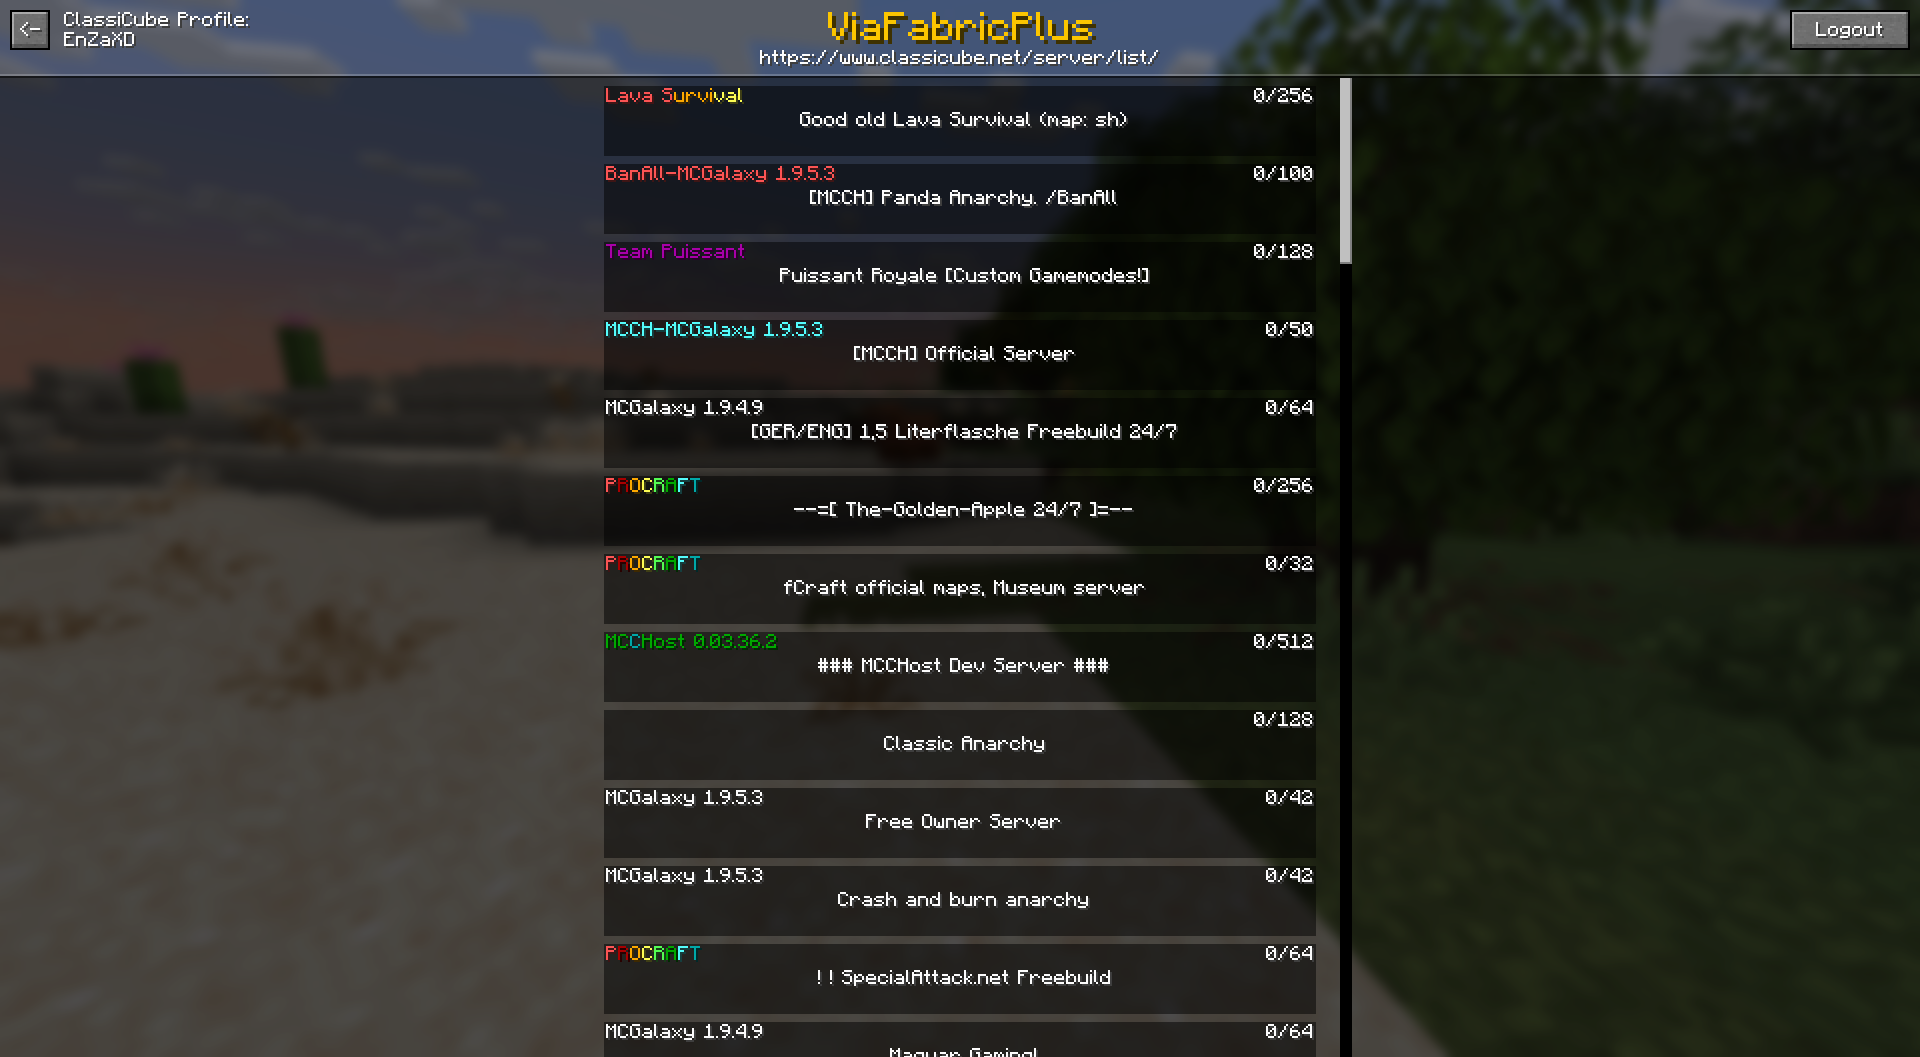 <-
ClassiCube Profile:
EnZaXD
ViaFabricPlus
https://www.classicube.net/server/list/
Logout
Lava Survival 0/256
Good old Lava Survival (map: sh)
BanAll-MCGalaxy 1.9.5.3 0/100
[MCCH] Panda Anarchy. /BanAll
Team Puissant 0/128
Puissant Royale [Custom Gamemodes!]
MCCH-MCGalaxy 1.9.5.3 0/50
[MCCH] Official Server
MCGalaxy 1.9.4.9 0/64
[GER/ENG] 1,5 Literflasche Freebuild 24/7
PROCRAFT 0/256
--=[ The-Golden-Apple 24/7 ]=--
PROCRAFT 0/32
fCraft official maps, Museum server
MCCHost 0.03.36.2 0/512
### MCCHost Dev Server ###
0/128
Classic Anarchy
MCGalaxy 1.9.5.3 0/42
Free Owner Server
MCGalaxy 1.9.5.3 0/42
Crash and burn anarchy
PROCRAFT 0/64
!! SpecialAttack.net Freebuild
MCGalaxy 1.9.4.9 0/64
Magyar Gaming!